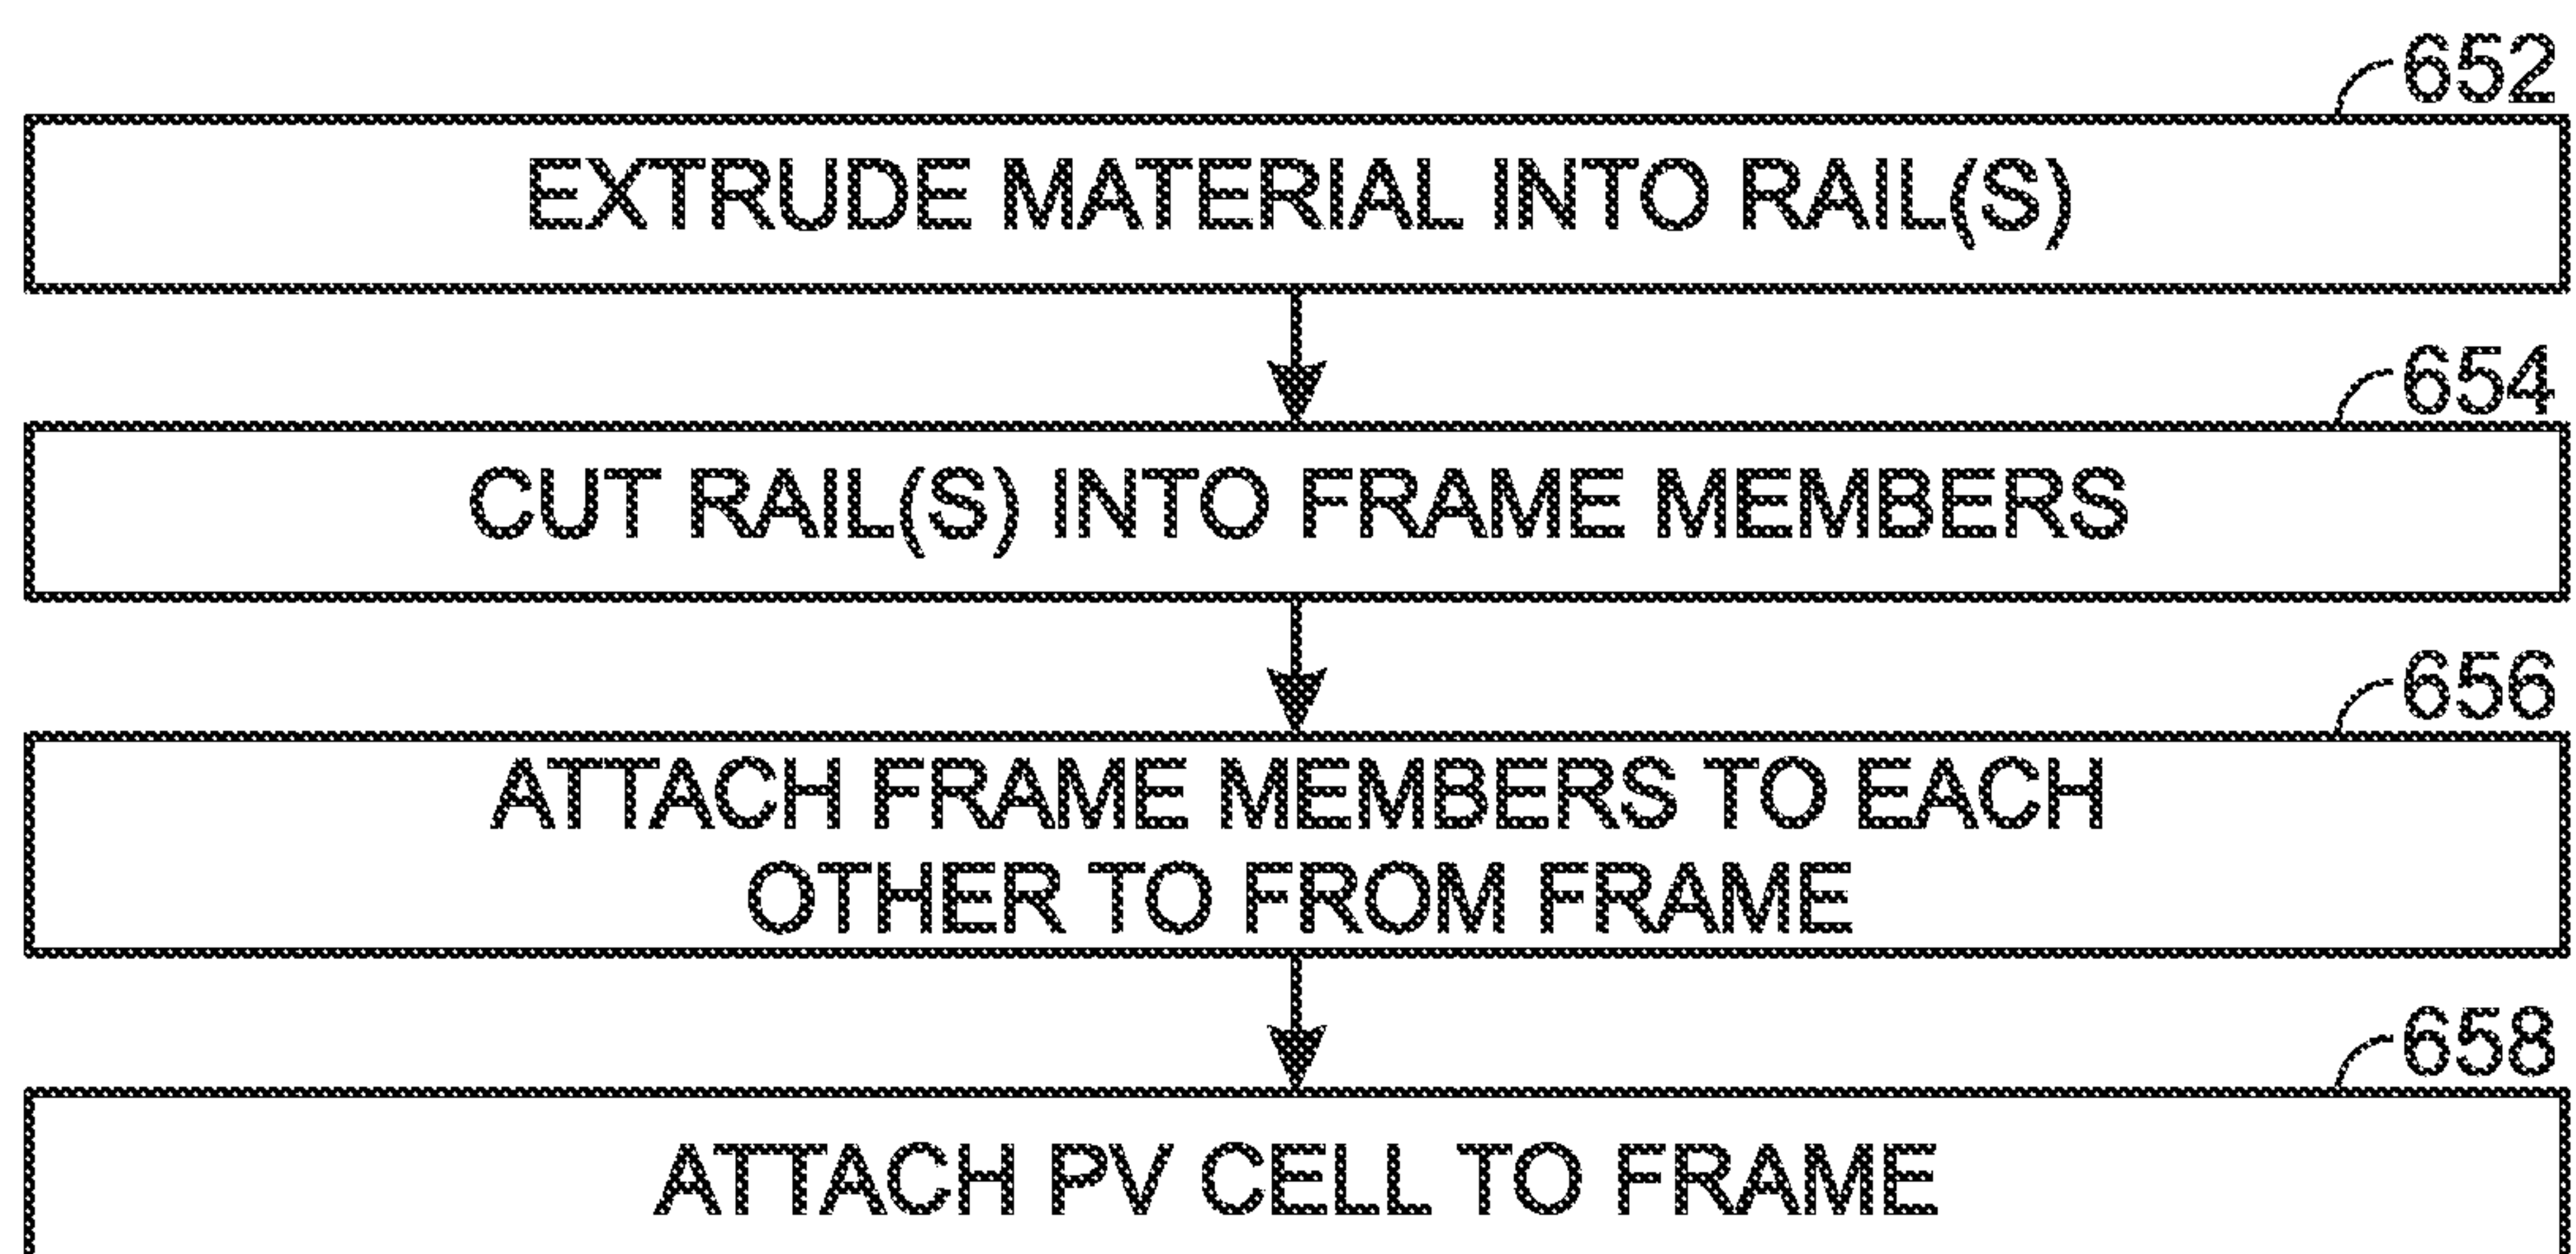 652
EXTRUDE MATERIAL INTO RAIL(S)
654
CUT RAIL(S) INTO FRAME MEMBERS
656
ATTACH FRAME MEMBERS TO EACH
OTHER TO FROM FRAME
658
ATTACH PV CELL TO FRAME